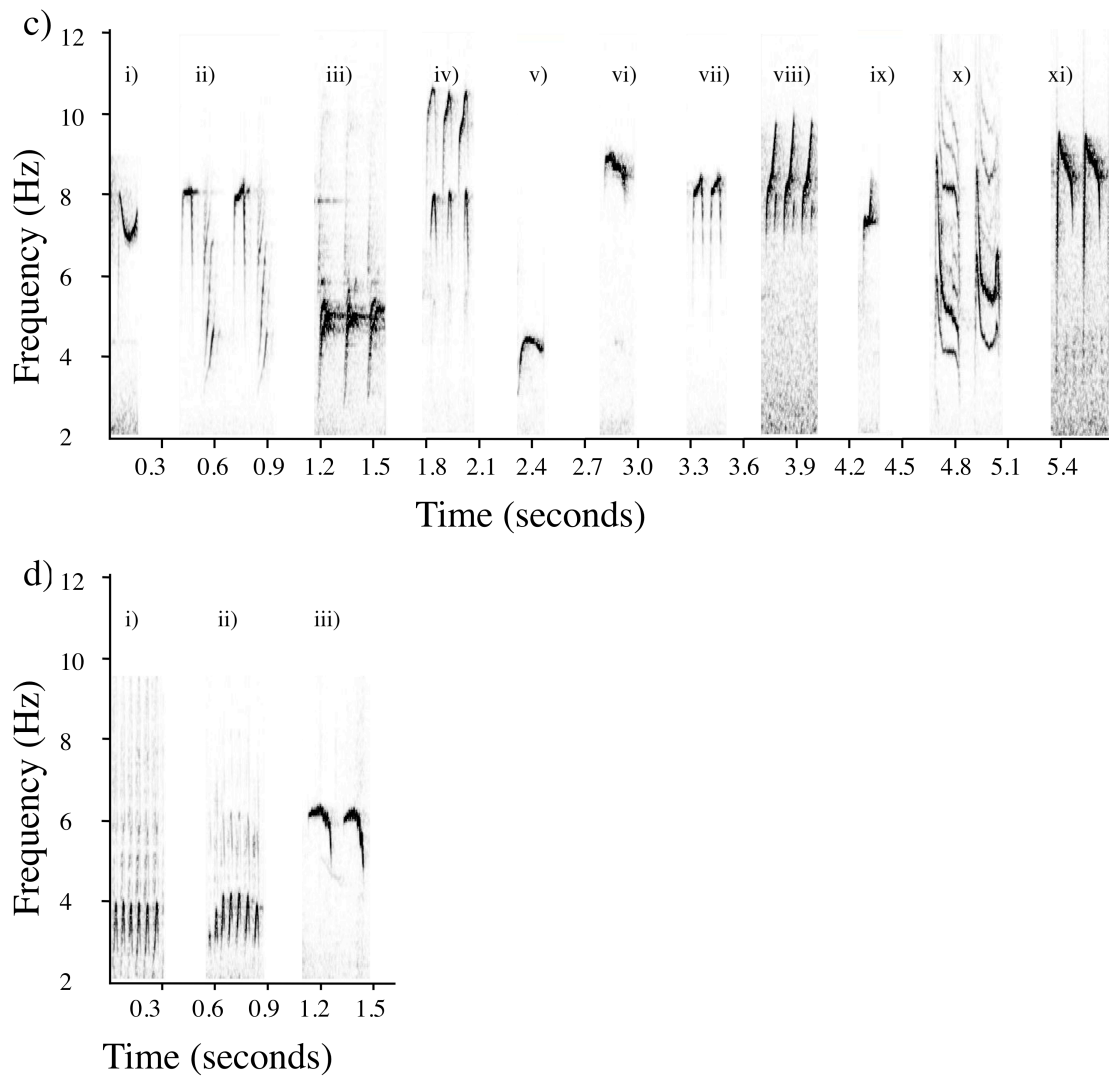 c)
12
10
8
6
4
2
Frequency (Hz)
i) ii) iii) iv) v) vi) vii) viii) ix) x) xi)
0.3 0.6 0.9 1.2 1.5 1.8 2.1 2.4 2.7 3.0 3.3 3.6 3.9 4.2 4.5 4.8 5.1 5.4
Time (seconds)
d)
12
10
8
6
4
2
Frequency (Hz)
i) ii) iii)
0.3 0.6 0.9 1.2 1.5
Time (seconds)